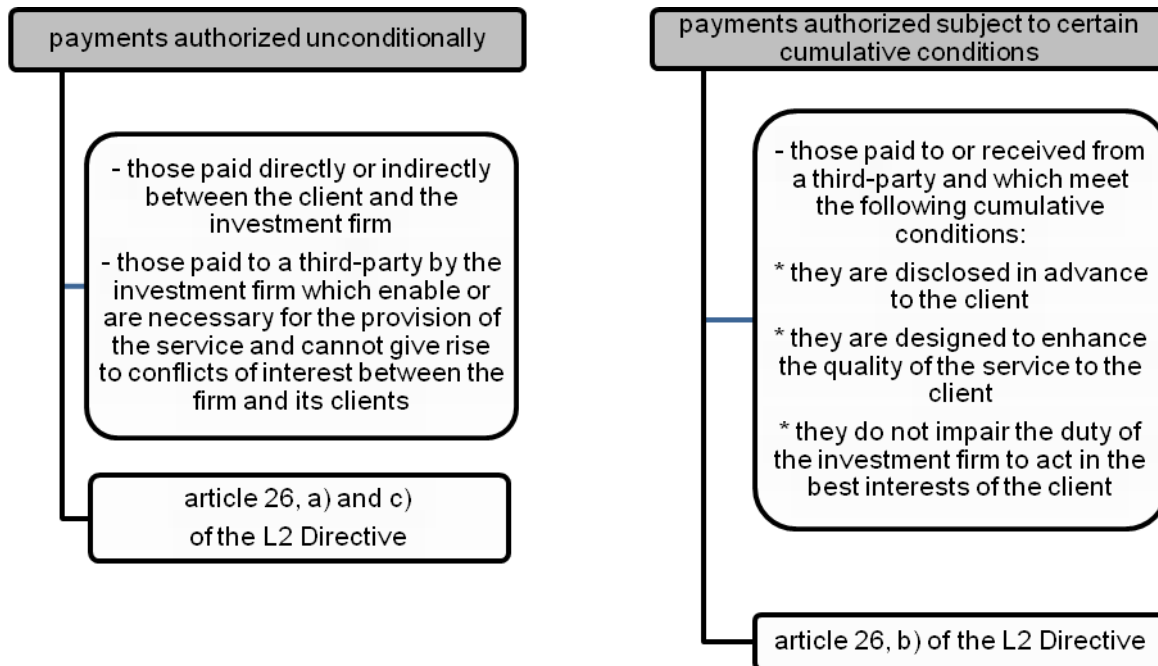 payments authorized unconditionally
- those paid directly or indirectly
between the client and the
investment firm
- those paid to a third-party by the
investment firm which enable or
are necessary for the provision of
the service and cannot give rise
to conflicts of interest between the
firm and its clients
article 26, a) and c)
of the L2 Directive
payments authorized subject to certain
cumulative conditions
- those paid to or received from
a third-party and which meet
the following cumulative
conditions:
* they are disclosed in advance
to the client
* they are designed to enhance
the quality of the service to the
client
* they do not impair the duty of
the investment firm to act in the
best interests of the client
article 26, b) of the L2 Directive